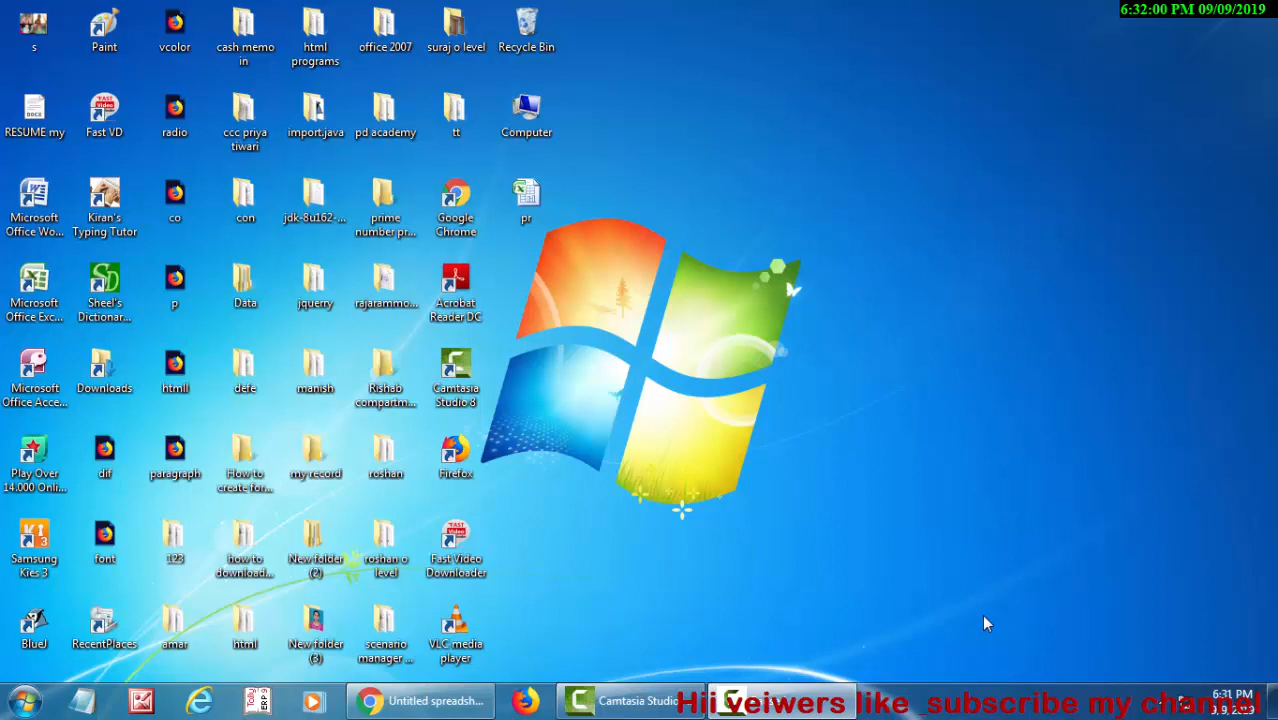 6:32:00 PM 09/09/2019
s
Paint
vcolor
cash memo
in
html
programs
office 2007
suraj o level
Recycle Bin
RESUME my
Fast VD
radio
ccc priya
tiwari
import.java
pd academy
tt
Computer
Microsoft
Office Wo...
Kiran's
Typing Tutor
co
con
jdk-8u162-...
prime
number pr...
Google
Chrome
pr
Microsoft
Office Exc...
Sheel's
Dictionar...
p
Data
jquerry
rajarammo...
Acrobat
Reader DC
Microsoft
Office Acce...
Downloads
htmll
defe
manish
Rishab
compartm...
Camtasia
Studio 8
Play Over
14.000 Onli...
dif
paragraph
How to
create for...
my record
roshan
Firefox
Samsung
Kies 3
font
123
how to
download...
New folder
(2)
roshan o
level
Fast Video
Downloader
BlueJ
RecentPlaces
amar
html
New folder
(3)
scenario
manager ...
VLC media
player
Untitled spreadsh...
Camtasia Studio
Hii veiwers like subscribe my channel
6:31 PM